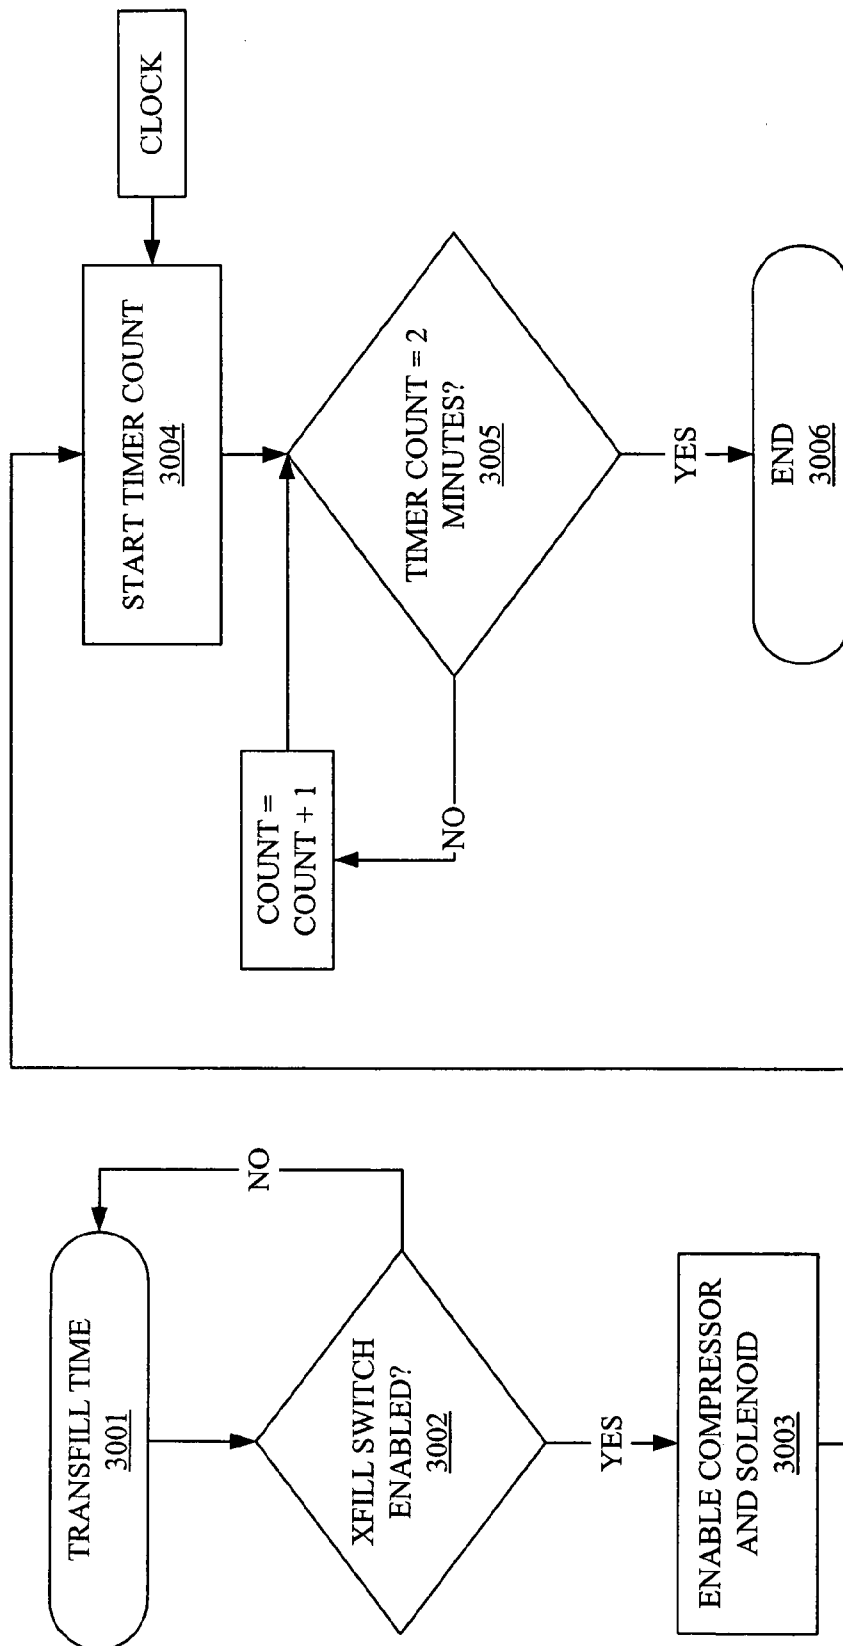 TRANSFILL TIME
3001
XFILL SWITCH
ENABLED?
3002
NO
YES
ENABLE COMPRESSOR
AND SOLENOID
3003
CLOCK
START TIMER COUNT
3004
COUNT =
COUNT + 1
TIMER COUNT = 2
MINUTES?
3005
NO
YES
END
3006